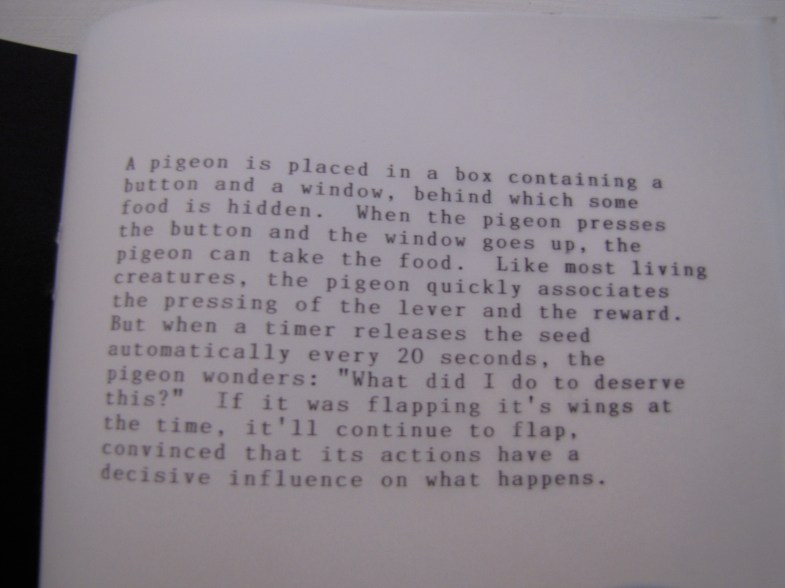 A pigeon is placed in a box containing a
button and a window, behind which some
food is hidden.  When the pigeon presses
the button and the window goes up, the
pigeon can take the food.  Like most living
creatures, the pigeon quickly associates
the pressing of the lever and the reward.
But when a timer releases the seed
automatically every 20 seconds, the
pigeon wonders: "What did I do to deserve
this?"  If it was flapping it's wings at
the time, it'll continue to flap,
convinced that its actions have a
decisive influence on what happens.